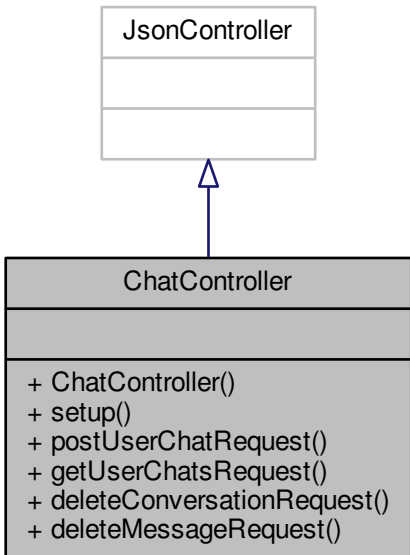 JsonController
ChatController
+ ChatController()
+ setup()
+ postUserChatRequest()
+ getUserChatsRequest()
+ deleteConversationRequest()
+ deleteMessageRequest()